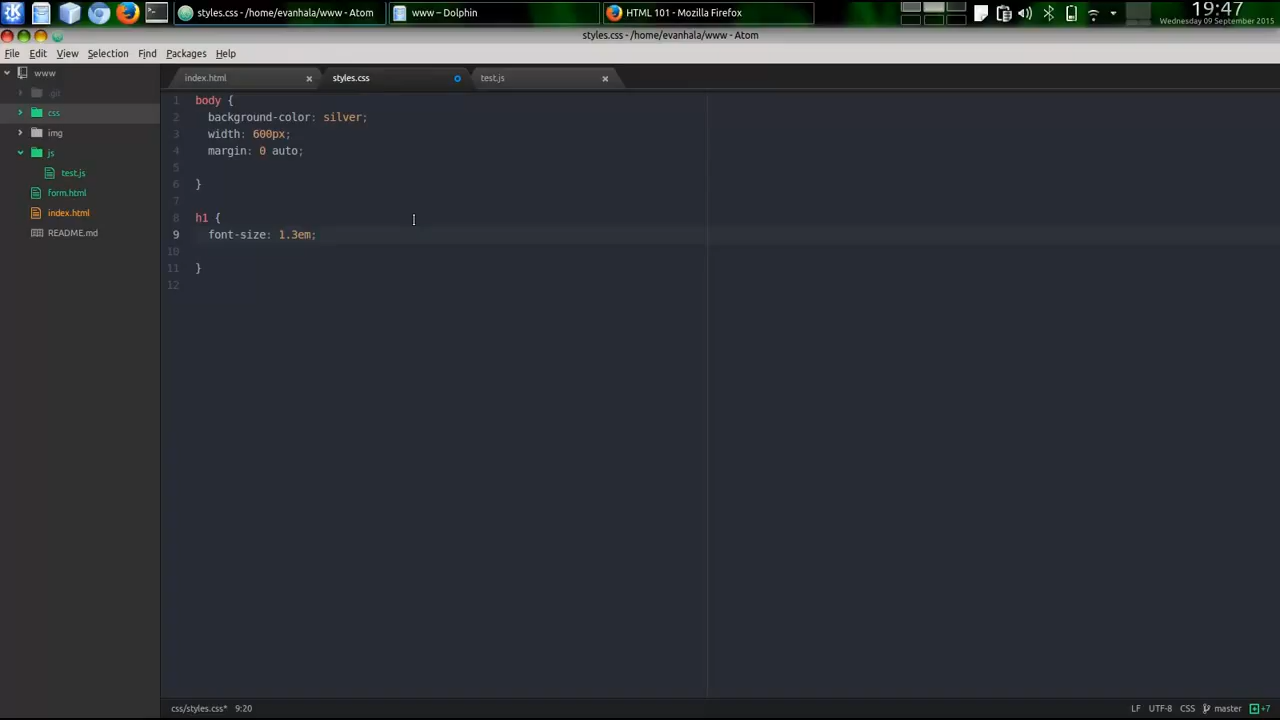 styles.css - /home/evanhala/www - Atom
www – Dolphin
HTML 101 - Mozilla Firefox
19:47
Wednesday 09 September 2015
styles.css - /home/evanhala/www - Atom
File Edit View Selection Find Packages Help
www
.git
css
img
js
test.js
form.html
index.html
README.md
index.html
styles.css
test.js
1 body {
2 background-color: silver;
3 width: 600px;
4 margin: 0 auto;
5
6 }
7
8 h1 {
9 font-size: 1.3em;
10
11 }
12
css/styles.css* 9:20
LF UTF-8 CSS master +7